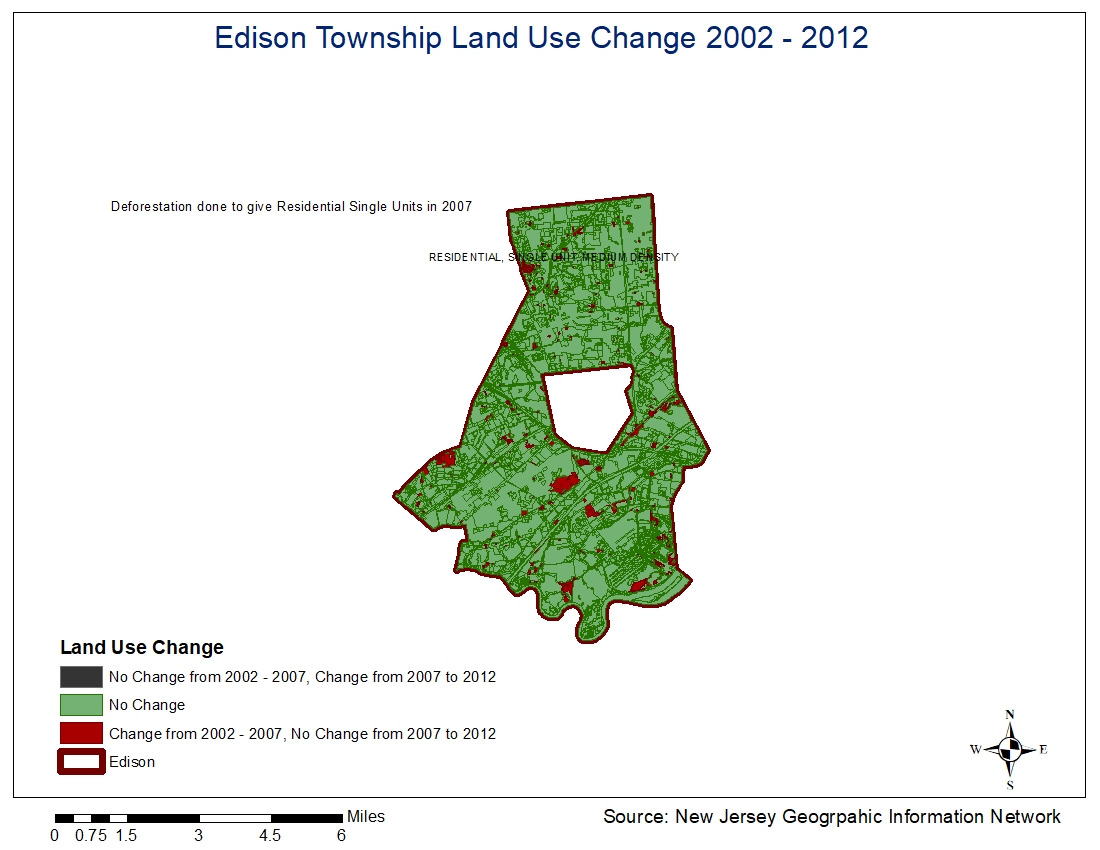 Edison Township Land Use Change 2002 - 2012
Deforestation done to give Residential Single Units in 2007
RESIDENTIAL, SINGLE UNIT, MEDIUM DENSITY
Land Use Change
No Change from 2002 - 2007, Change from 2007 to 2012
No Change
Change from 2002 - 2007, No Change from 2007 to 2012
Edison
N
W E
S
Miles
0 0.75 1.5 3 4.5 6
Source: New Jersey Geogrpahic Information Network